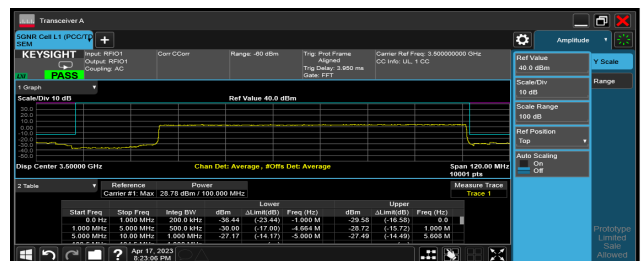 Transceiver A
5GNR Cell L1 (PCC/TD
SEM
Amplitude
KEYSIGHT
Input: RFIO1
Output: RFIO1
Coupling: AC
Corr CCorr
Range: -60 dBm
Trig: Prot Frame
Aligned
Trig Delay: 3.950 ms
Gate: FFT
Carrier Ref Freq: 3.500000000 GHz
CC Info: UL, 1 CC
PASS
Ref Value
40.0 dBm
Y Scale
1 Graph
Scale/Div 10 dB
Ref Value 40.0 dBm
Scale/Div
10 dB
Range
30.0
20.0
10.0
0.00
-10.0
-20.0
-30.0
-40.0
-50.0
Scale Range
100 dB
Ref Position
Top
Auto Scaling
On
Off
Disp Center 3.50000 GHz
Chan Det: Average , #Offs Det: Average
Span 120.00 MHz
10001 pts
2 Table
Reference
Power
Measure Trace
Carrier #1: Max
28.78 dBm / 100.000 MHz
Trace 1
Lower
Upper
Start Freq Stop Freq Integ BW dBm ΔLimit(dB) Freq (Hz) dBm ΔLimit(dB) Freq (Hz)
0.0 Hz 1.000 MHz 200.0 kHz -36.44 (-23.44) -1.000 M -29.58 (-16.58) 0.0
1.000 MHz 5.000 MHz 500.0 kHz -30.00 (-17.00) -4.664 M -28.72 (-15.72) 1.000 M
5.000 MHz 10.00 MHz 1.000 MHz -27.17 (-14.17) -5.000 M -27.49 (-14.49) 5.608 M
Prototype
Limited
Sale
Allowed
Apr 17, 2023
8:23:06 PM